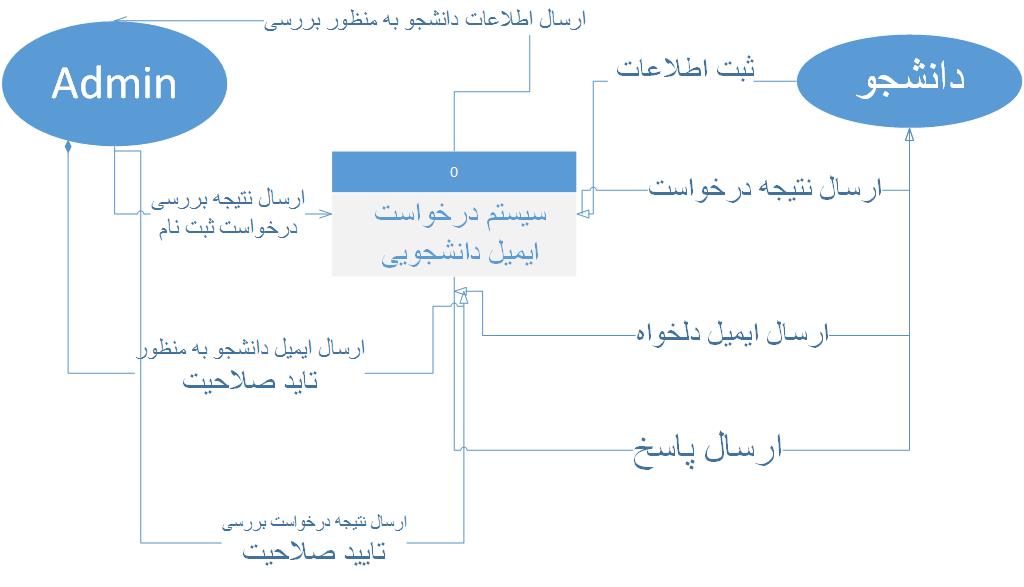 ارسال اطلاعات دانشجو به منظور بررسی
Admin
ثبت اطلاعات
دانشجو
0
سیستم درخواست
ایمیل دانشجویی
ارسال نتیجه بررسی
درخواست ثبت نام
ارسال نتیجه درخواست
ارسال ایمیل دلخواه
ارسال ایمیل دانشجو به منظور
تاید صلاحیت
ارسال پاسخ
ارسال نتیجه درخواست بررسی
تایید صلاحیت